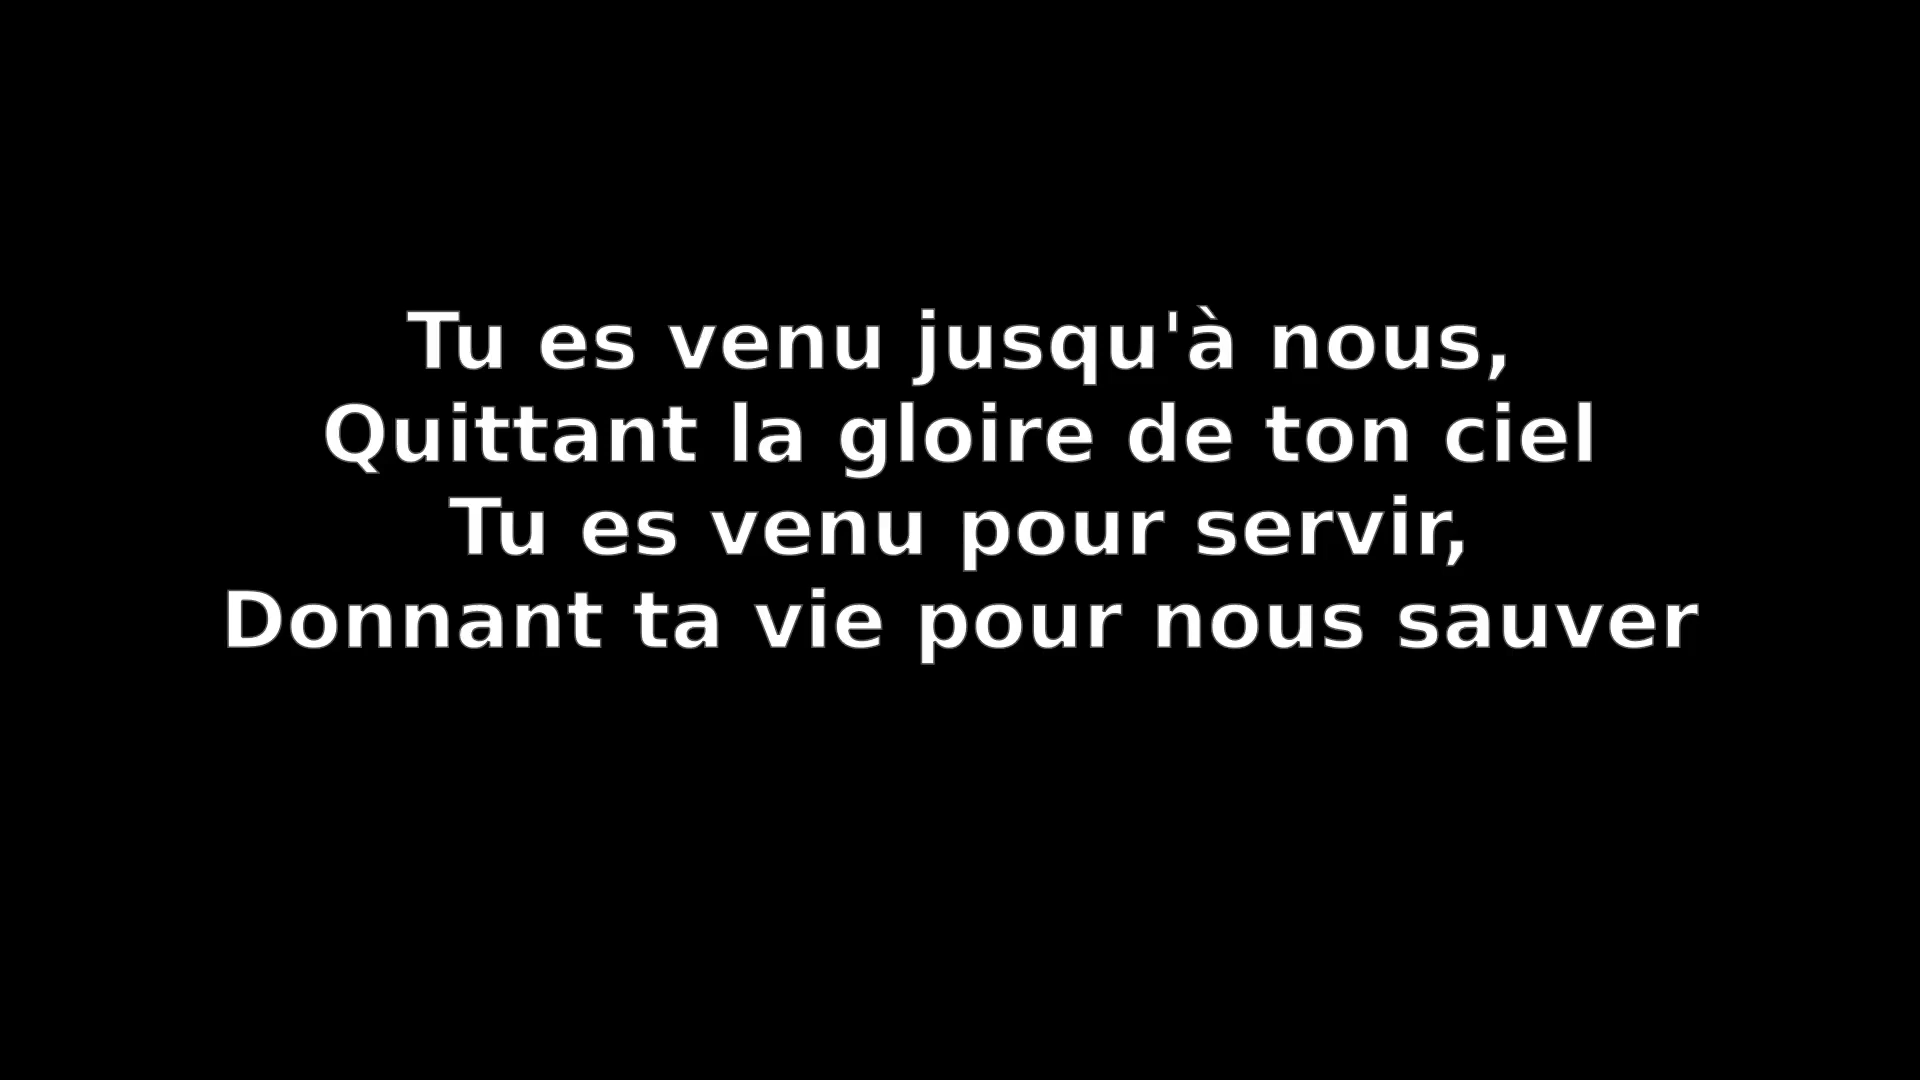 Tu es venu jusqu'à nous,
Quittant la gloire de ton ciel
Tu es venu pour servir,
Donnant ta vie pour nous sauver